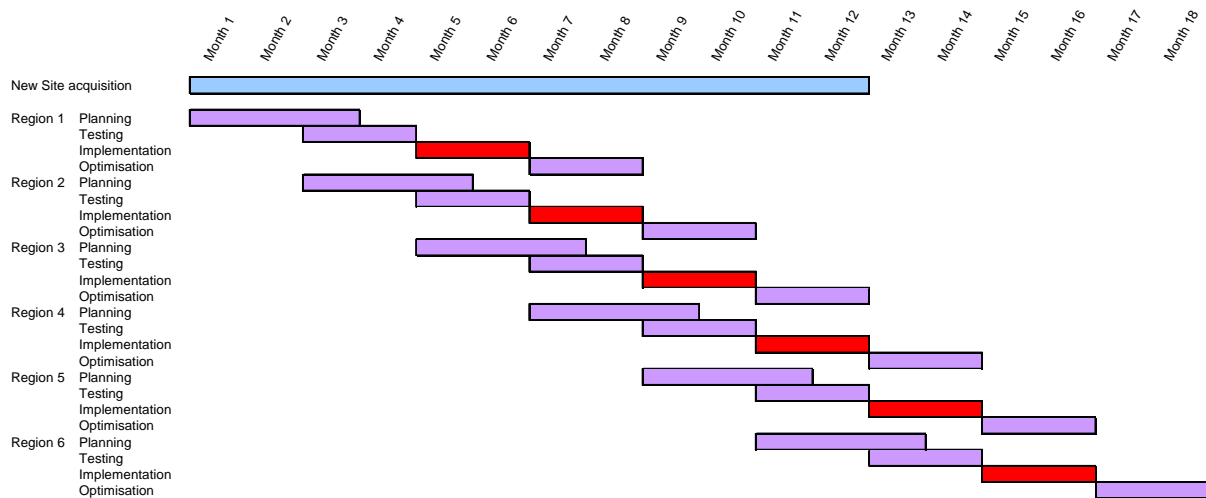 Month 1 Month 2 Month 3 Month 4 Month 5 Month 6 Month 7 Month 8 Month 9 Month 10 Month 11 Month 12 Month 13 Month 14 Month 15 Month 16 Month 17 Month 18
New Site acquisition
Region 1 Planning
Testing
Implementation
Optimisation
Region 2 Planning
Testing
Implementation
Optimisation
Region 3 Planning
Testing
Implementation
Optimisation
Region 4 Planning
Testing
Implementation
Optimisation
Region 5 Planning
Testing
Implementation
Optimisation
Region 6 Planning
Testing
Implementation
Optimisation